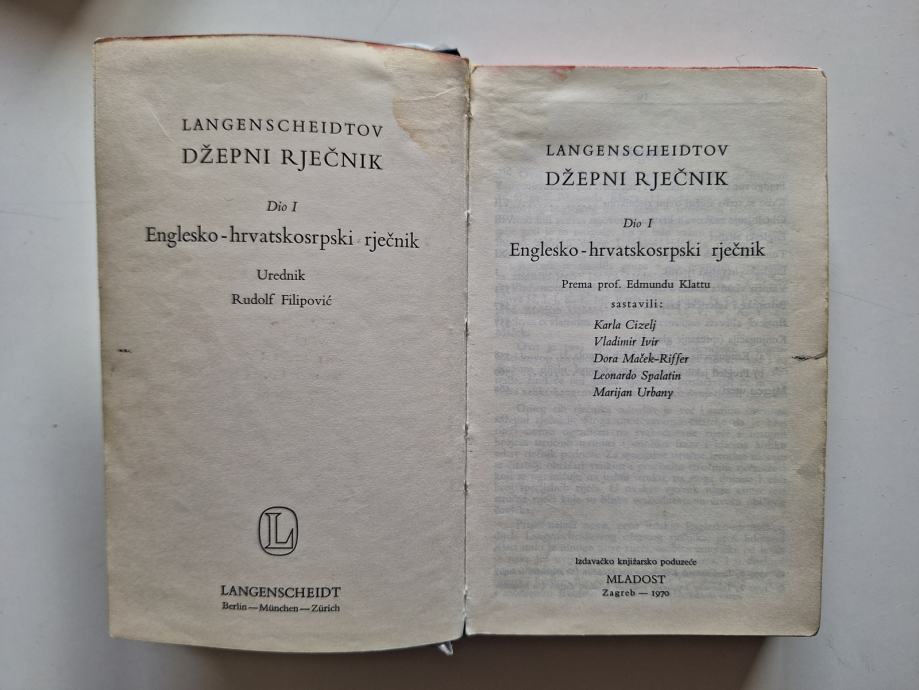 LANGENSCHEIDTOV
DŽEPNI RJEČNIK
Dio I
Englesko-hrvatskosrpski rječnik
Urednik
Rudolf Filipović
L
LANGENSCHEIDT
Berlin — München — Zürich
LANGENSCHEIDTOV
DŽEPNI RJEČNIK
Dio I
Englesko-hrvatskosrpski rječnik
Prema prof. Edmundu Klattu
sastavili:
Karla Cizelj
Vladimir Ivir
Dora Maček-Riffer
Leonardo Spalatin
Marijan Urbany
Izdavačko knjižarsko poduzeće
MLADOST
Zagreb — 1970